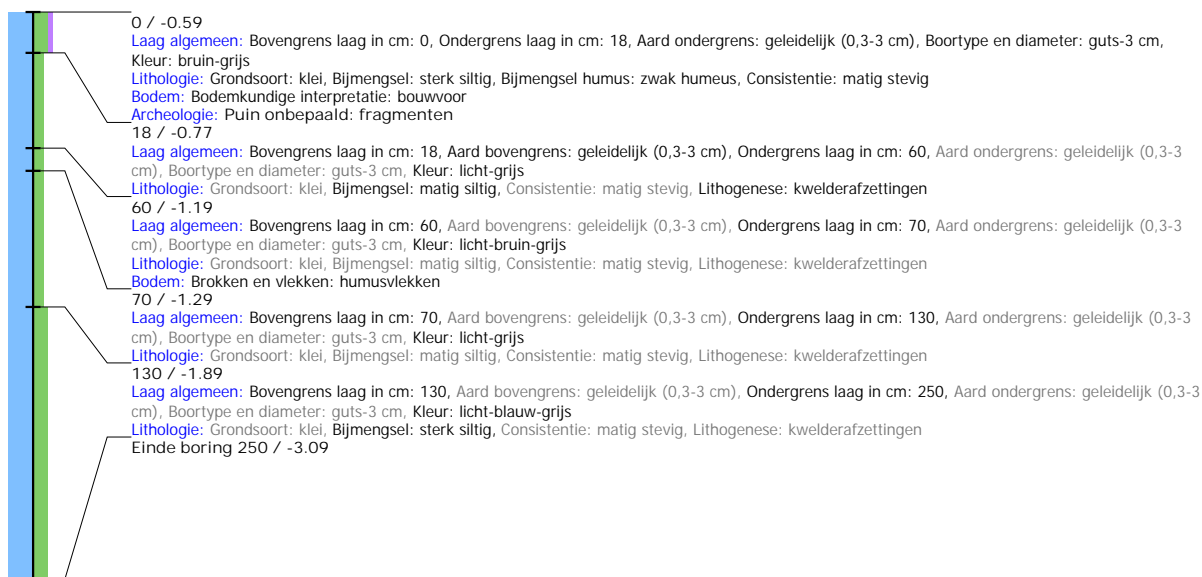 0 / -0.59
Laag algemeen: Bovengrens laag in cm: 0, Ondergrens laag in cm: 18, Aard ondergrens: geleidelijk (0,3-3 cm), Boortype en diameter: guts-3 cm,
Kleur: bruin-grijs
Lithologie: Grondsoort: klei, Bijmengsel: sterk siltig, Bijmengsel humus: zwak humeus, Consistentie: matig stevig
Bodem: Bodemkundige interpretatie: bouwvoor
Archeologie: Puin onbepaald: fragmenten
18 / -0.77
Laag algemeen: Bovengrens laag in cm: 18, Aard bovengrens: geleidelijk (0,3-3 cm), Ondergrens laag in cm: 60, Aard ondergrens: geleidelijk (0,3-3
cm), Boortype en diameter: guts-3 cm, Kleur: licht-grijs
Lithologie: Grondsoort: klei, Bijmengsel: matig siltig, Consistentie: matig stevig, Lithogenese: kwelderafzettingen
60 / -1.19
Laag algemeen: Bovengrens laag in cm: 60, Aard bovengrens: geleidelijk (0,3-3 cm), Ondergrens laag in cm: 70, Aard ondergrens: geleidelijk (0,3-3
cm), Boortype en diameter: guts-3 cm, Kleur: licht-bruin-grijs
Lithologie: Grondsoort: klei, Bijmengsel: matig siltig, Consistentie: matig stevig, Lithogenese: kwelderafzettingen
Bodem: Brokken en vlekken: humusvlekken
70 / -1.29
Laag algemeen: Bovengrens laag in cm: 70, Aard bovengrens: geleidelijk (0,3-3 cm), Ondergrens laag in cm: 130, Aard ondergrens: geleidelijk (0,3-3
cm), Boortype en diameter: guts-3 cm, Kleur: licht-grijs
Lithologie: Grondsoort: klei, Bijmengsel: matig siltig, Consistentie: matig stevig, Lithogenese: kwelderafzettingen
130 / -1.89
Laag algemeen: Bovengrens laag in cm: 130, Aard bovengrens: geleidelijk (0,3-3 cm), Ondergrens laag in cm: 250, Aard ondergrens: geleidelijk (0,3-3
cm), Boortype en diameter: guts-3 cm, Kleur: licht-blauw-grijs
Lithologie: Grondsoort: klei, Bijmengsel: sterk siltig, Consistentie: matig stevig, Lithogenese: kwelderafzettingen
Einde boring 250 / -3.09